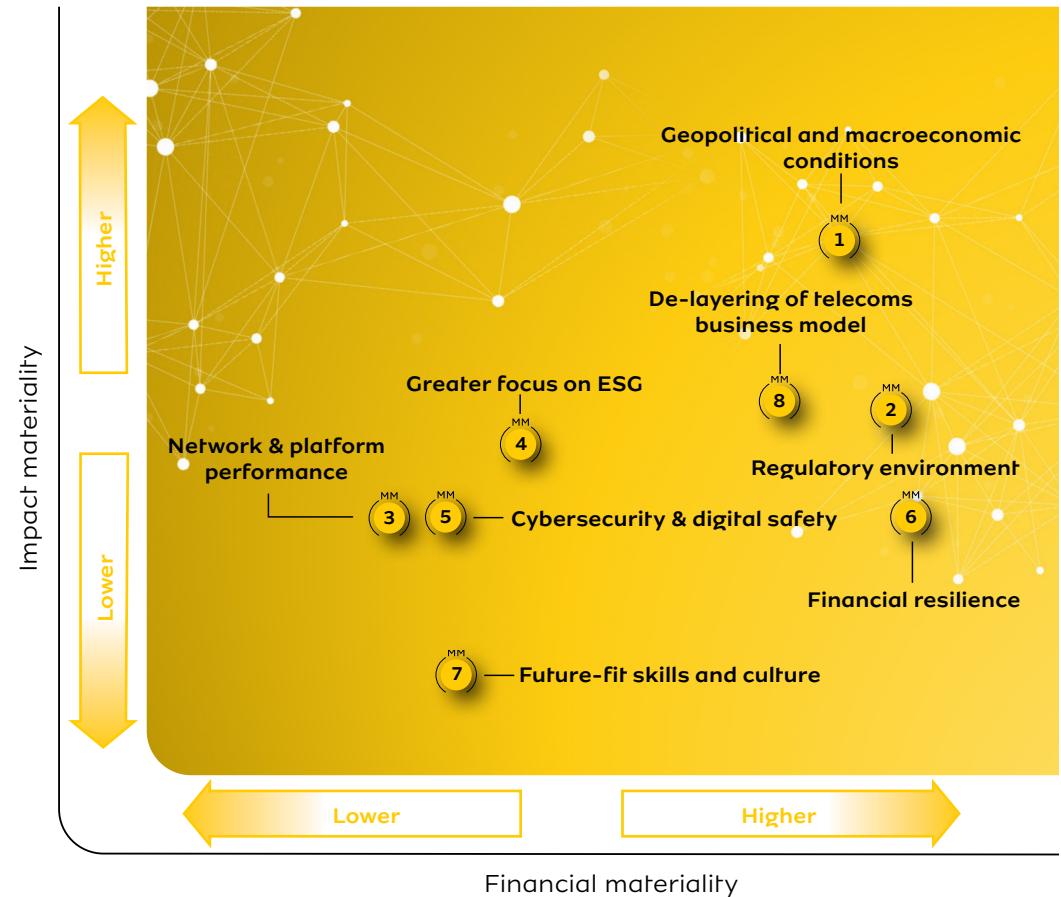 Geopolitical and macroeconomic
conditions
MM
1
De-layering of telecoms
business model
MM
8
MM
2
Regulatory environment
Greater focus on ESG
MM
4
Network & platform
performance
MM
3
MM
5
Cybersecurity & digital safety
MM
6
Financial resilience
MM
7
Future-fit skills and culture
Impact materiality
Higher
Lower
Lower
Higher
Financial materiality